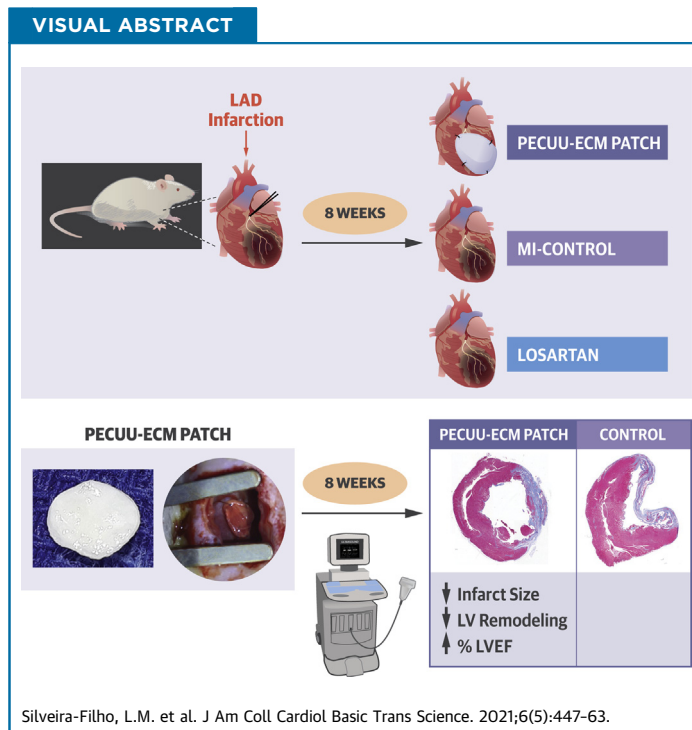 VISUAL ABSTRACT
LAD
Infarction
8 WEEKS
PECUU-ECM PATCH
MI-CONTROL
LOSARTAN
PECUU-ECM PATCH
8 WEEKS
PECUU-ECM PATCH
CONTROL
Infarct Size
LV Remodeling
% LVEF
Silveira-Filho, L.M. et al. J Am Coll Cardiol Basic Trans Science. 2021;6(5):447-63.